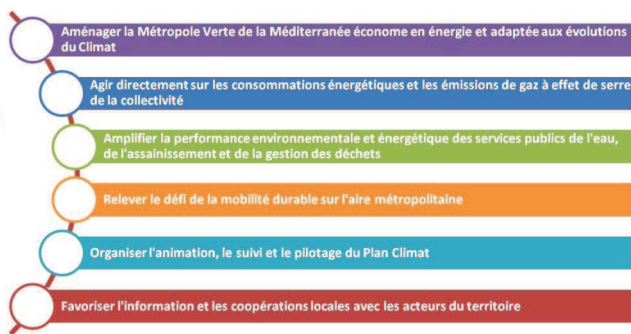 Aménager la Métropole Verte de la Méditerranée économe en énergie et adaptée aux évolutions
du Climat
Agir directement sur les consommations énergétiques et les émissions de gaz à effet de serre
de la collectivité
Amplifier la performance environnementale et énergétique des services publics de l'eau,
de l'assainissement et de la gestion des déchets
Relever le défi de la mobilité durable sur l'aire métropolitaine
Organiser l'animation, le suivi et le pilotage du Plan Climat
Favoriser l'information et les coopérations locales avec les acteurs du territoire